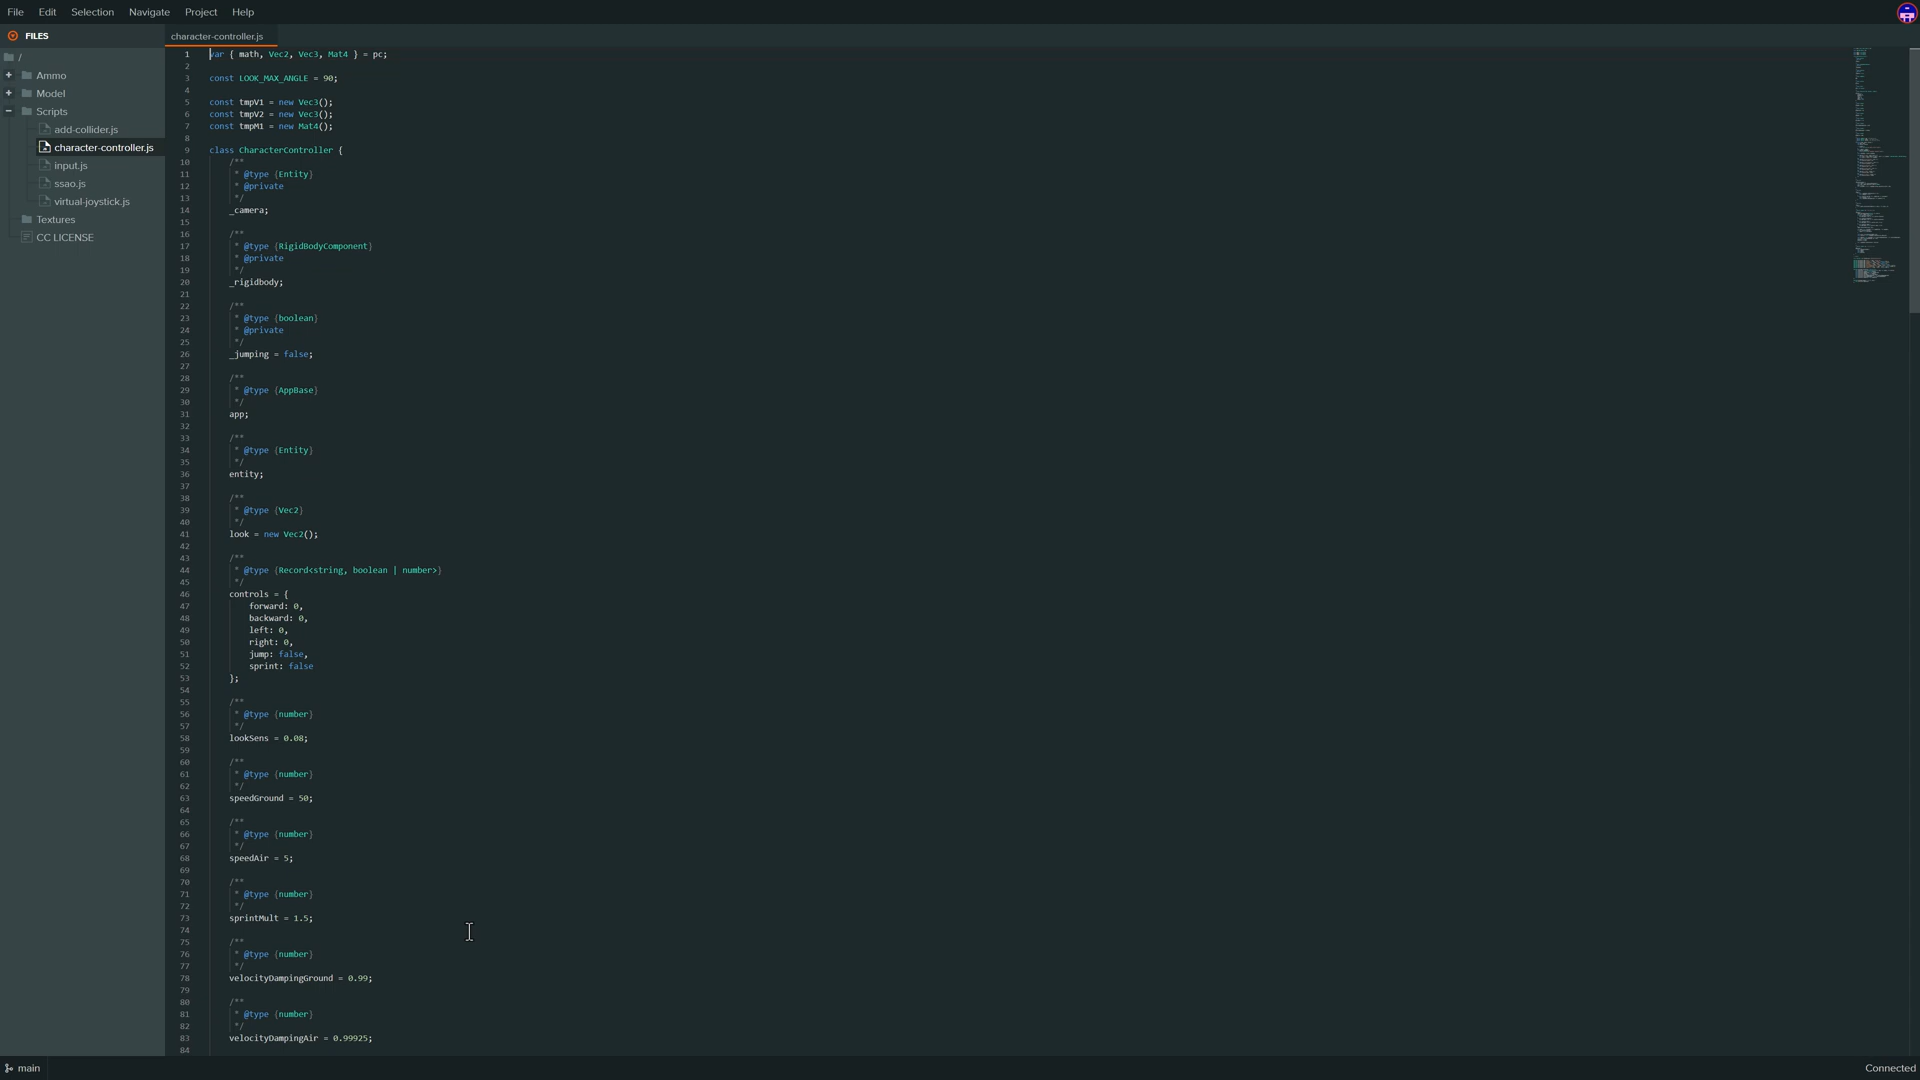 File Edit Selection Navigate Project Help
FILES
character-controller.js
/
Ammo
Model
Scripts
add-collider.js
character-controller.js
input.js
ssao.js
virtual-joystick.js
Textures
CC LICENSE
1 var { math, Vec2, Vec3, Mat4 } = pc;
2
3 const LOOK_MAX_ANGLE = 90;
4
5 const tmpV1 = new Vec3();
6 const tmpV2 = new Vec3();
7 const tmpM1 = new Mat4();
8
9 class CharacterController {
10 /**
11 * @type {Entity}
12 * @private
13 */
14 _camera;
15
16 /**
17 * @type {RigidBodyComponent}
18 * @private
19 */
20 _rigidbody;
21
22 /**
23 * @type {boolean}
24 * @private
25 */
26 _jumping = false;
27
28 /**
29 * @type {AppBase}
30 */
31 app;
32
33 /**
34 * @type {Entity}
35 */
36 entity;
37
38 /**
39 * @type {Vec2}
40 */
41 look = new Vec2();
42
43 /**
44 * @type {Record<string, boolean | number>}
45 */
46 controls = {
47 forward: 0,
48 backward: 0,
49 left: 0,
50 right: 0,
51 jump: false,
52 sprint: false
53 };
54
55 /**
56 * @type {number}
57 */
58 lookSens = 0.08;
59
60 /**
61 * @type {number}
62 */
63 speedGround = 50;
64
65 /**
66 * @type {number}
67 */
68 speedAir = 5;
69
70 /**
71 * @type {number}
72 */
73 sprintMult = 1.5;
74
75 /**
76 * @type {number}
77 */
78 velocityDampingGround = 0.99;
79
80 /**
81 * @type {number}
82 */
83 velocityDampingAir = 0.99925;
84
main
Connected